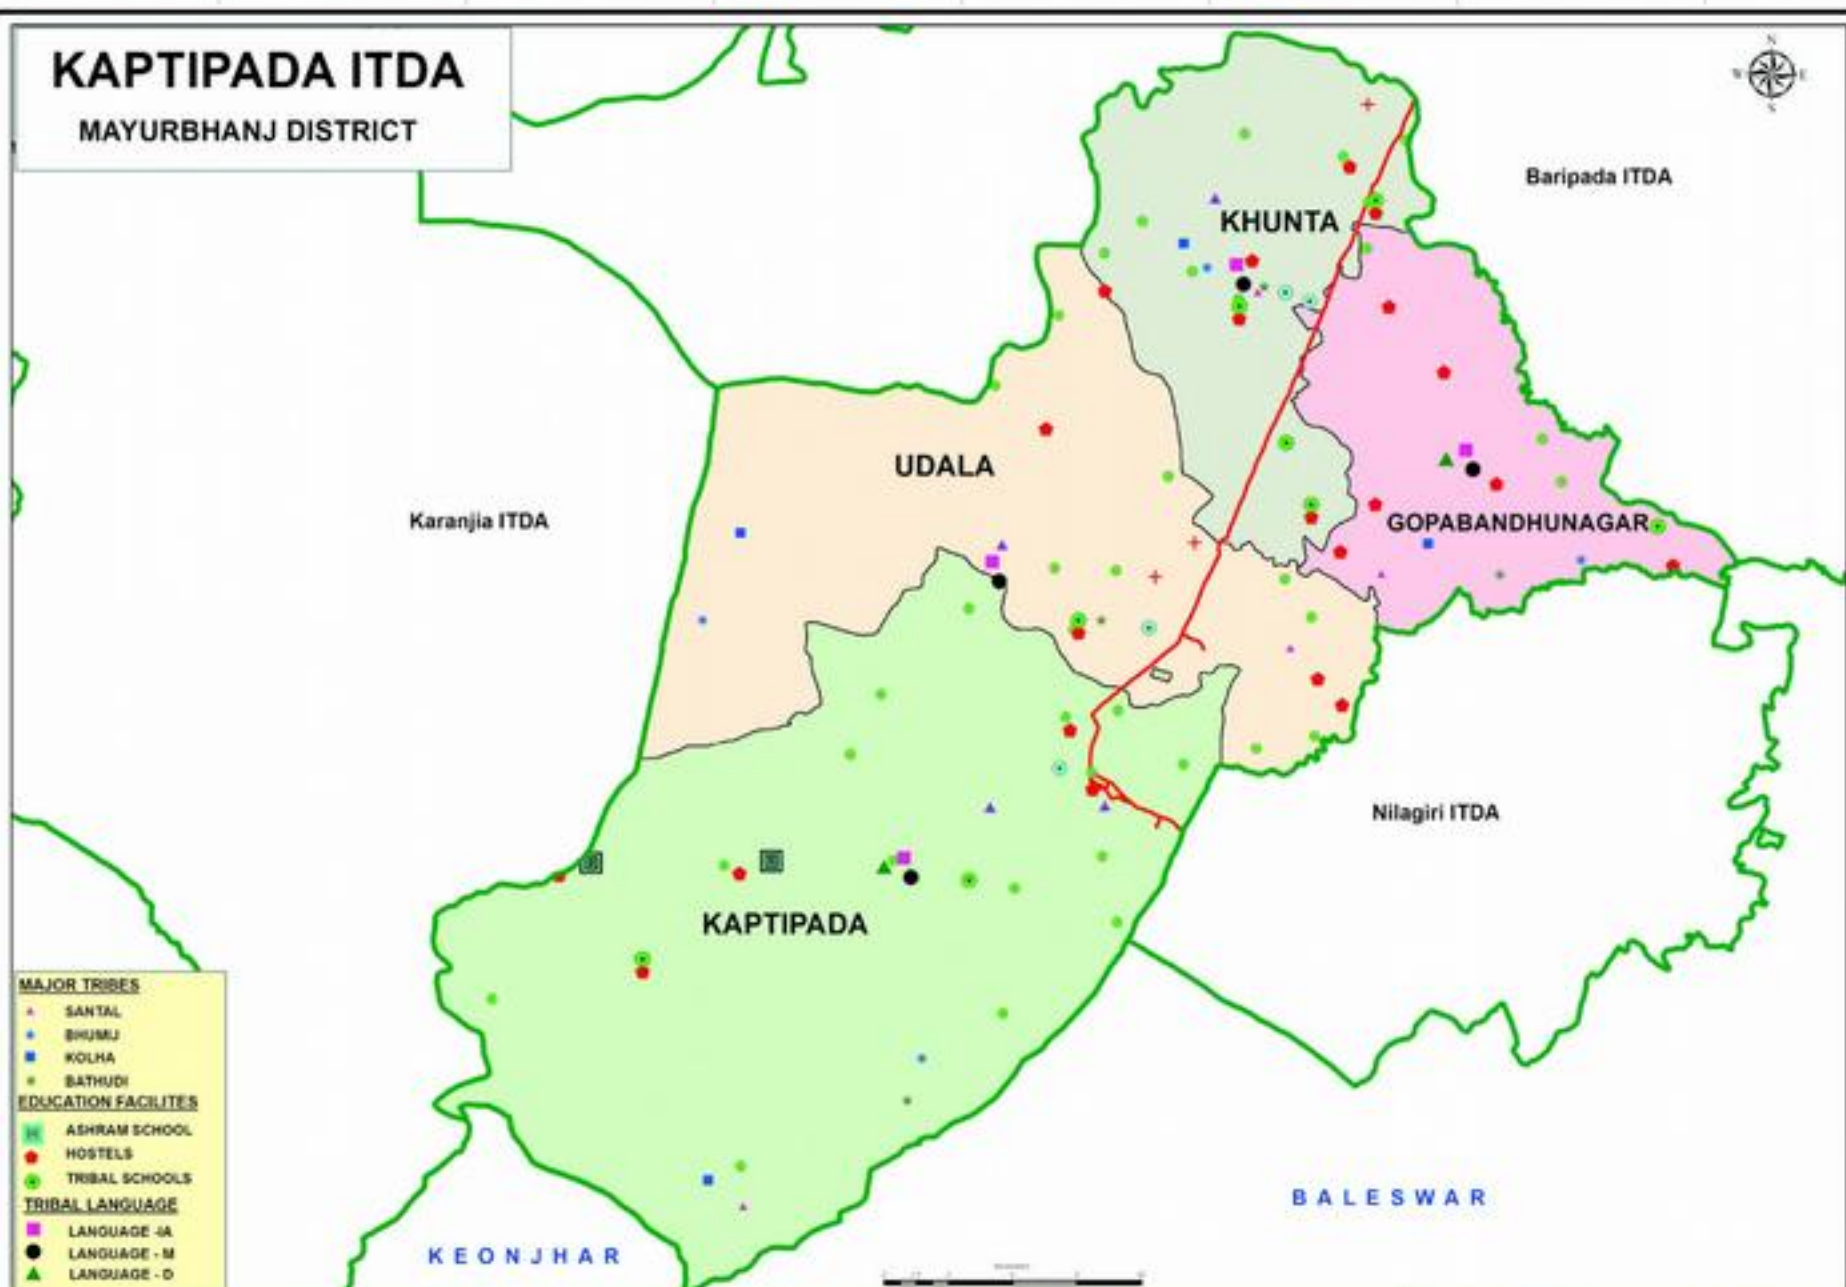 KAPTIPADA ITDA
MAYURBHANJ DISTRICT
N
W E
S
Baripada ITDA
KHUNTA
UDALA
Karanjia ITDA
GOPABANDHUNAGAR
Nilagiri ITDA
KAPTIPADA
MAJOR TRIBES
SANTAL
BHUMIJ
KOLHA
BATHUDI
EDUCATION FACILITES
ASHRAM SCHOOL
HOSTELS
TRIBAL SCHOOLS
TRIBAL LANGUAGE
LANGUAGE -IA
LANGUAGE - M
LANGUAGE - D
BALESWAR
KEONJHAR